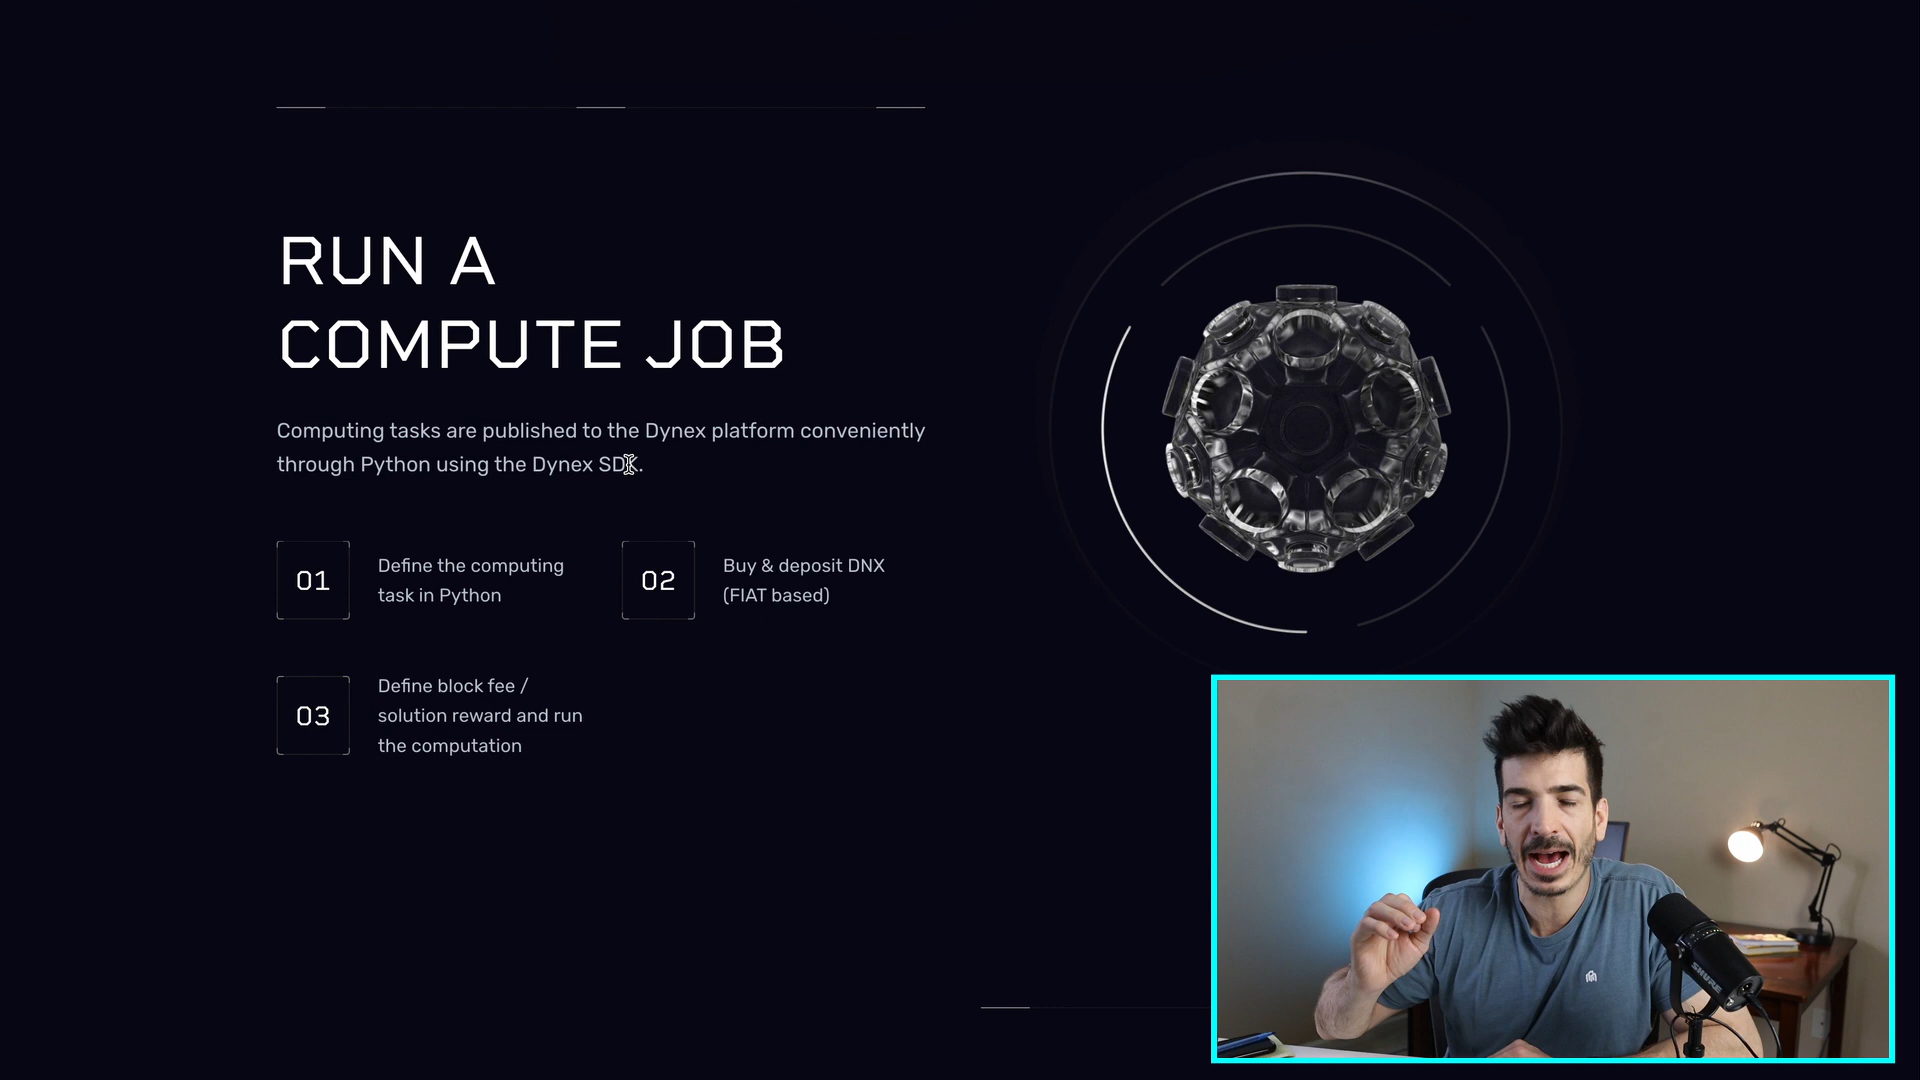 RUN A
COMPUTE JOB
Computing tasks are published to the Dynex platform conveniently
through Python using the Dynex SDK.
01
Define the computing
task in Python
02
Buy & deposit DNX
(FIAT based)
03
Define block fee /
solution reward and run
the computation
SHURE